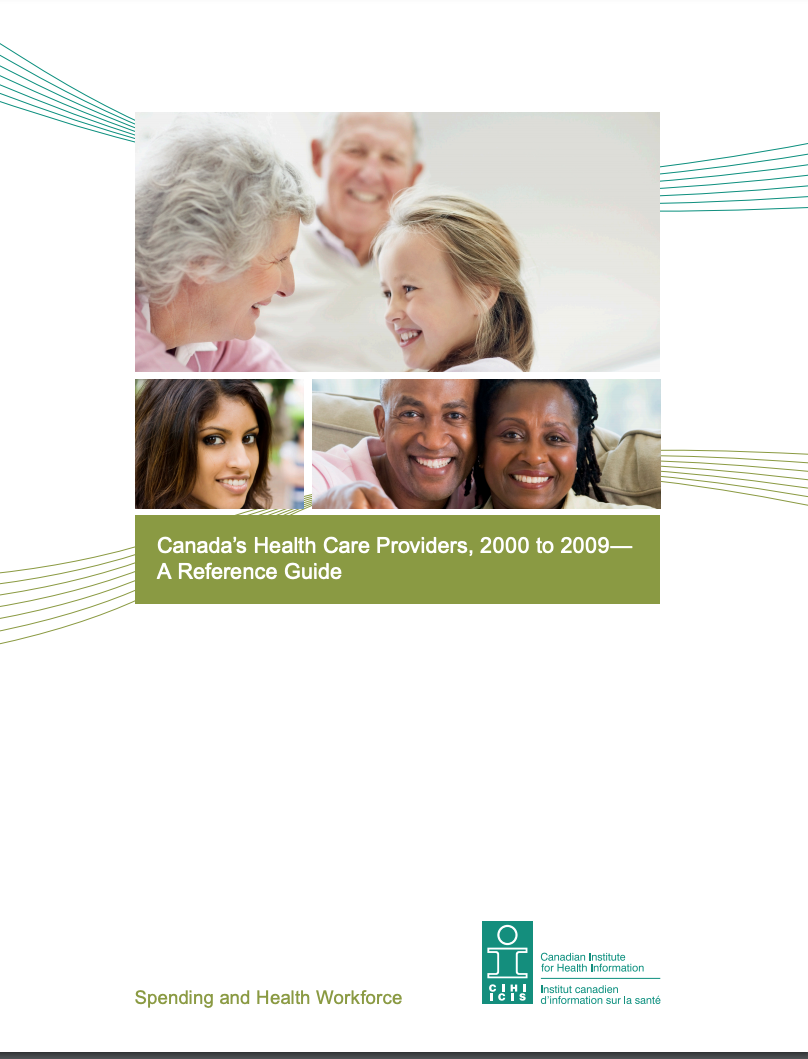 Canada's Health Care Providers, 2000 to 2009—
A Reference Guide
Canadian Institute
for Health Information
CIHI
ICIS
Institut canadien
d'information sur la santé
Spending and Health Workforce